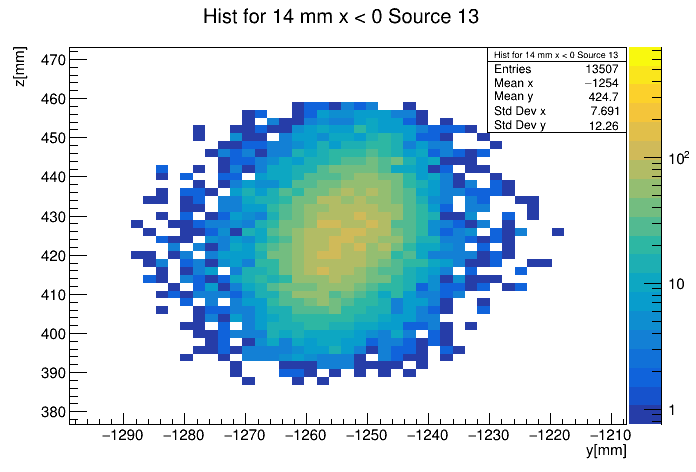 Hist for 14 mm x < 0 Source 13
z[mm]
Hist for 14 mm x < 0 Source 13
Entries 13507
Mean x −1254
Mean y 424.7
Std Dev x 7.691
Std Dev y 12.26
470
460
450
440
430
420
410
400
390
380
10²
10
1
−1290 −1280 −1270 −1260 −1250 −1240 −1230 −1220 −1210
y[mm]